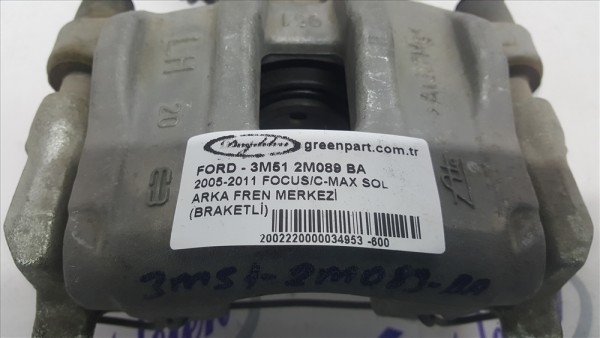 LH 20
greenpart.com.tr
FORD - 3M51 2M089 BA
2005-2011 FOCUS/C-MAX SOL
ARKA FREN MERKEZİ
(BRAKETLİ)
2002220000034953 -600
3M51-2M089-BA